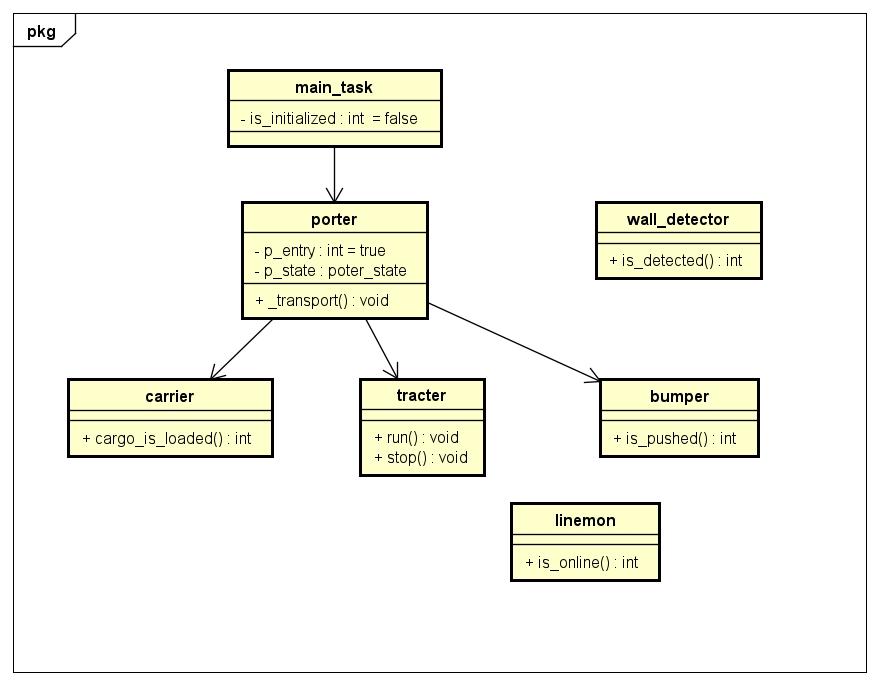 pkg
main_task
- is_initialized : int = false
porter
- p_entry : int = true
- p_state : poter_state
+ _transport() : void
wall_detector
+ is_detected() : int
carrier
+ cargo_is_loaded() : int
tracter
+ run() : void
+ stop() : void
bumper
+ is_pushed() : int
linemon
+ is_online() : int